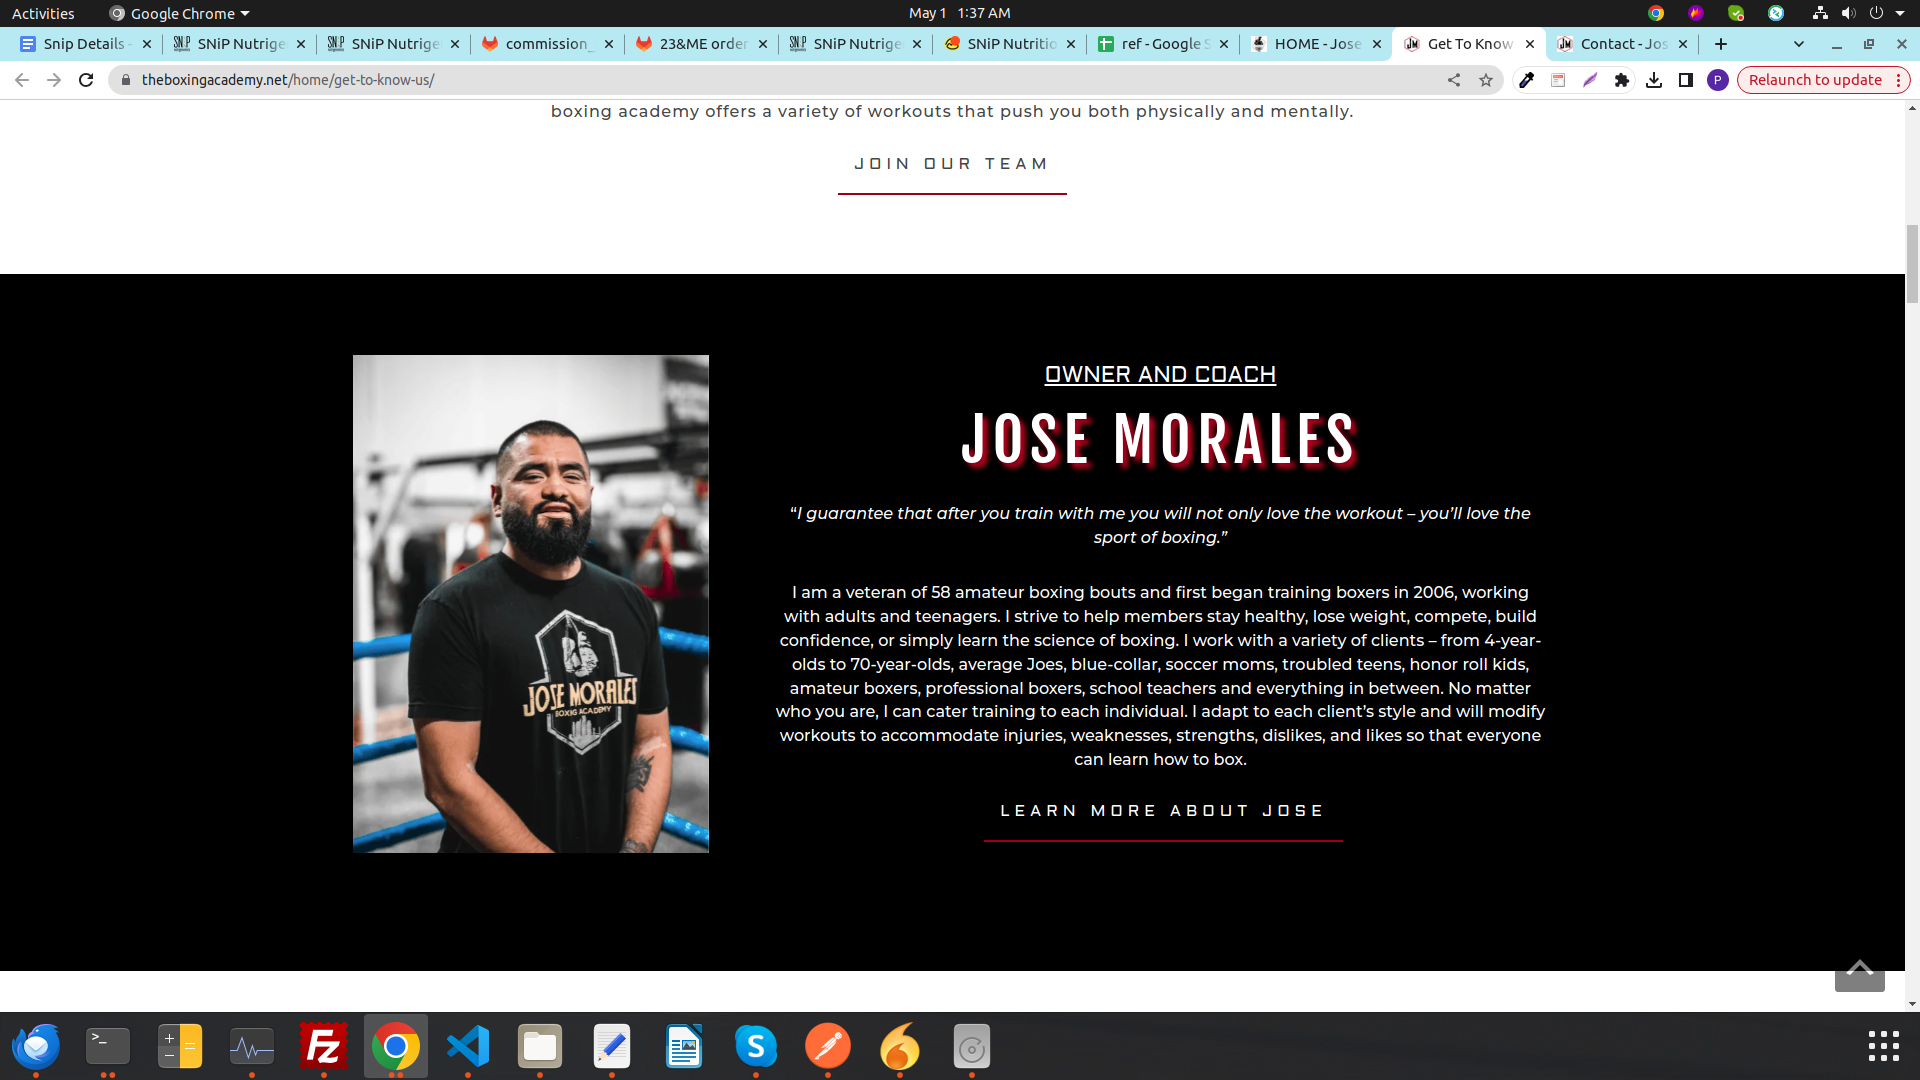 Activities
Google Chrome
May 1 1:37 AM
Snip Details -
SNiP Nutrige
SNiP Nutrige
commission_
23&ME order
SNiP Nutrige
SNiP Nutritio
ref - Google S
HOME - Jose
Get To Know
Contact - Jos
theboxingacademy.net/home/get-to-know-us/
P
Relaunch to update
boxing academy offers a variety of workouts that push you both physically and mentally.
JOIN OUR TEAM
OWNER AND COACH
JOSE MORALES
“I guarantee that after you train with me you will not only love the workout – you’ll love the
sport of boxing.”
I am a veteran of 58 amateur boxing bouts and first began training boxers in 2006, working
with adults and teenagers. I strive to help members stay healthy, lose weight, compete, build
confidence, or simply learn the science of boxing. I work with a variety of clients – from 4-year-
olds to 70-year-olds, average Joes, blue-collar, soccer moms, troubled teens, honor roll kids,
amateur boxers, professional boxers, school teachers and everything in between. No matter
who you are, I can cater training to each individual. I adapt to each client’s style and will modify
workouts to accommodate injuries, weaknesses, strengths, dislikes, and likes so that everyone
can learn how to box.
LEARN MORE ABOUT JOSE
JOSE MORALES
BOXIG ACADEMY
>_
Fz
S